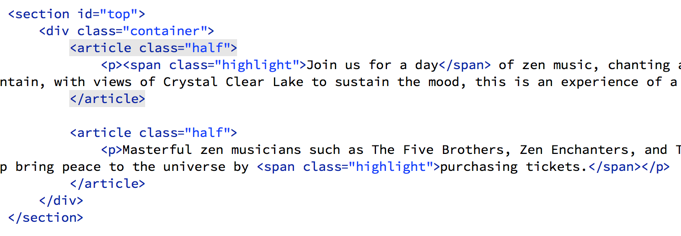 <section id="top">
<div class="container">
<article class="half">
<p><span class="highlight">Join us for a day</span> of zen music, chanting a
ntain, with views of Crystal Clear Lake to sustain the mood, this is an experience of a
</article>
<article class="half">
<p>Masterful zen musicians such as The Five Brothers, Zen Enchanters, and T
p bring peace to the universe by <span class="highlight">purchasing tickets.</span></p>
</article>
</div>
</section>